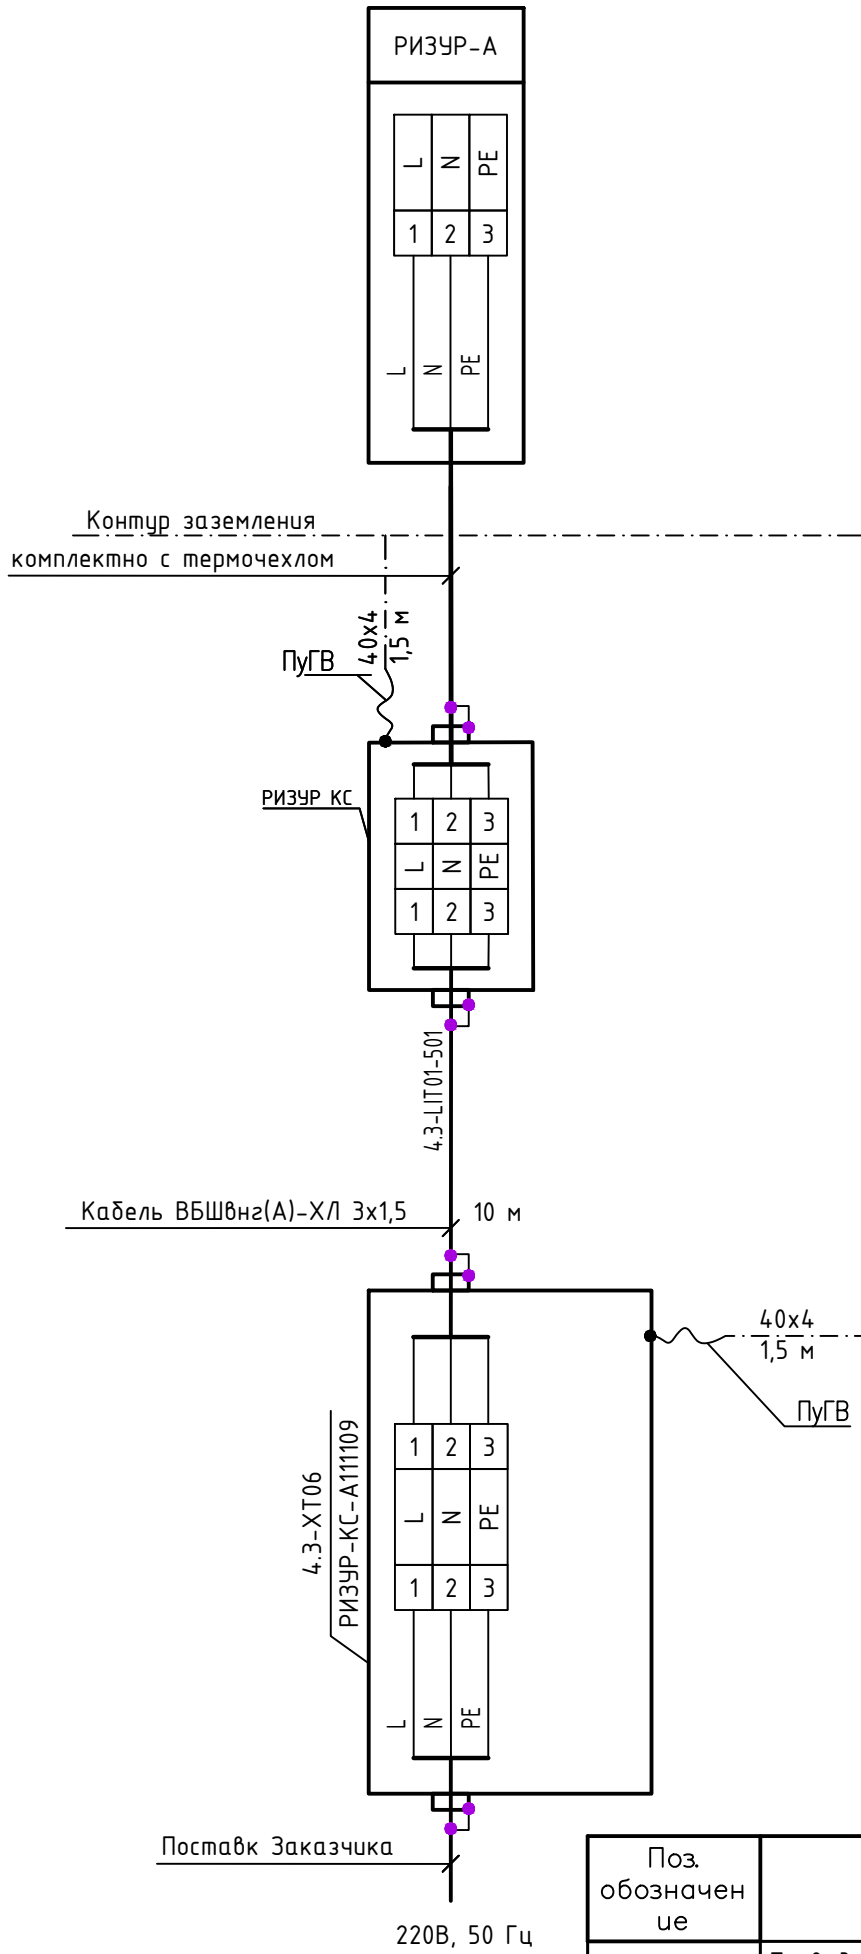 РИЗУР-А
L N PE
1 2 3
L N PE
Контур заземления
комплектно с термочехлом
40х4
1,5 м
ПуГВ
РИЗУР КС
1 2 3
L N PE
1 2 3
4.3-LIT01-501
Кабель ВБШвнг(А)-ХЛ 3х1,5 10 м
40х4
1,5 м
ПуГВ
1 2 3
L N PE
1 2 3
4.3-XT06
РИЗУР-КС-А111109
L N PE
Поставк Заказчика
220В, 50 Гц
Поз.
обозначен
ие